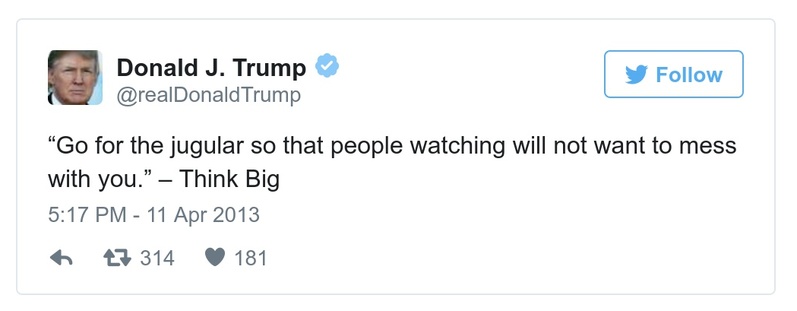 Donald J. Trump
@realDonaldTrump
Follow
“Go for the jugular so that people watching will not want to mess
with you.” – Think Big
5:17 PM - 11 Apr 2013
314 181